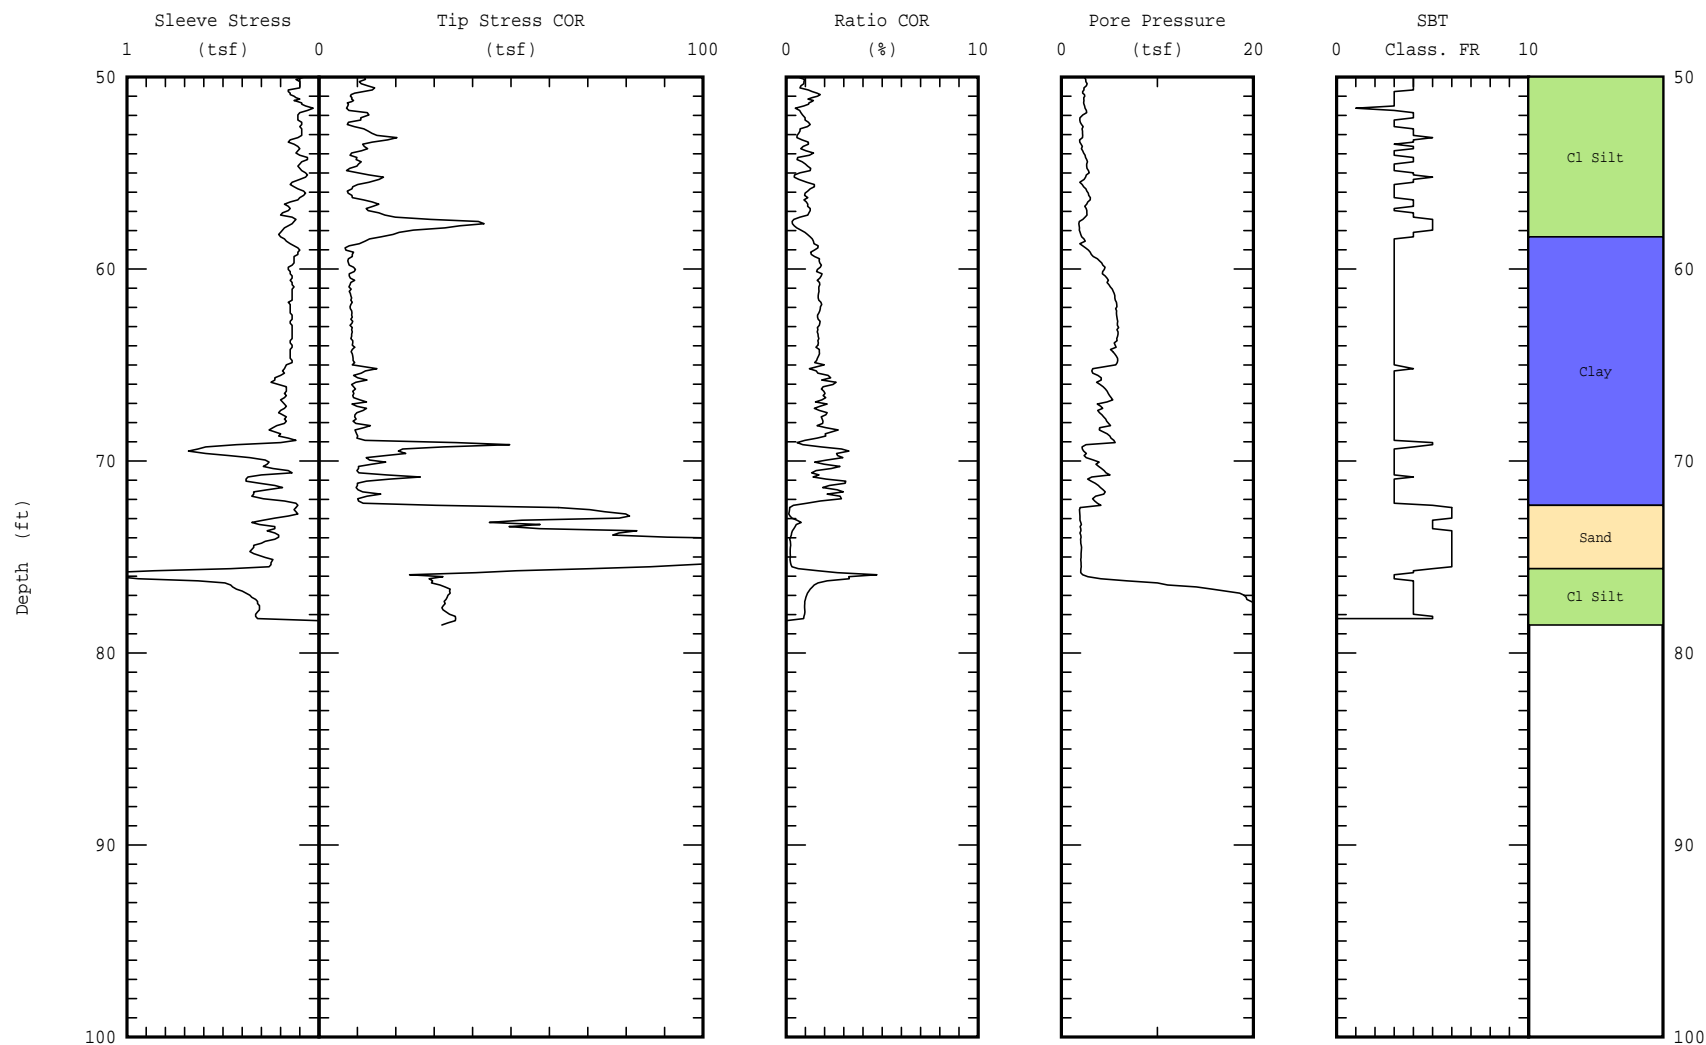 Sleeve Stress Tip Stress COR Ratio COR Pore Pressure SBT
1 (tsf) 0 (tsf) 100 0 (%) 10 0 (tsf) 20 0 Class. FR 10
50 50
Cl Silt
60 60
Clay
70 70
Depth (ft)
Sand
Cl Silt
80 80
90 90
100 100